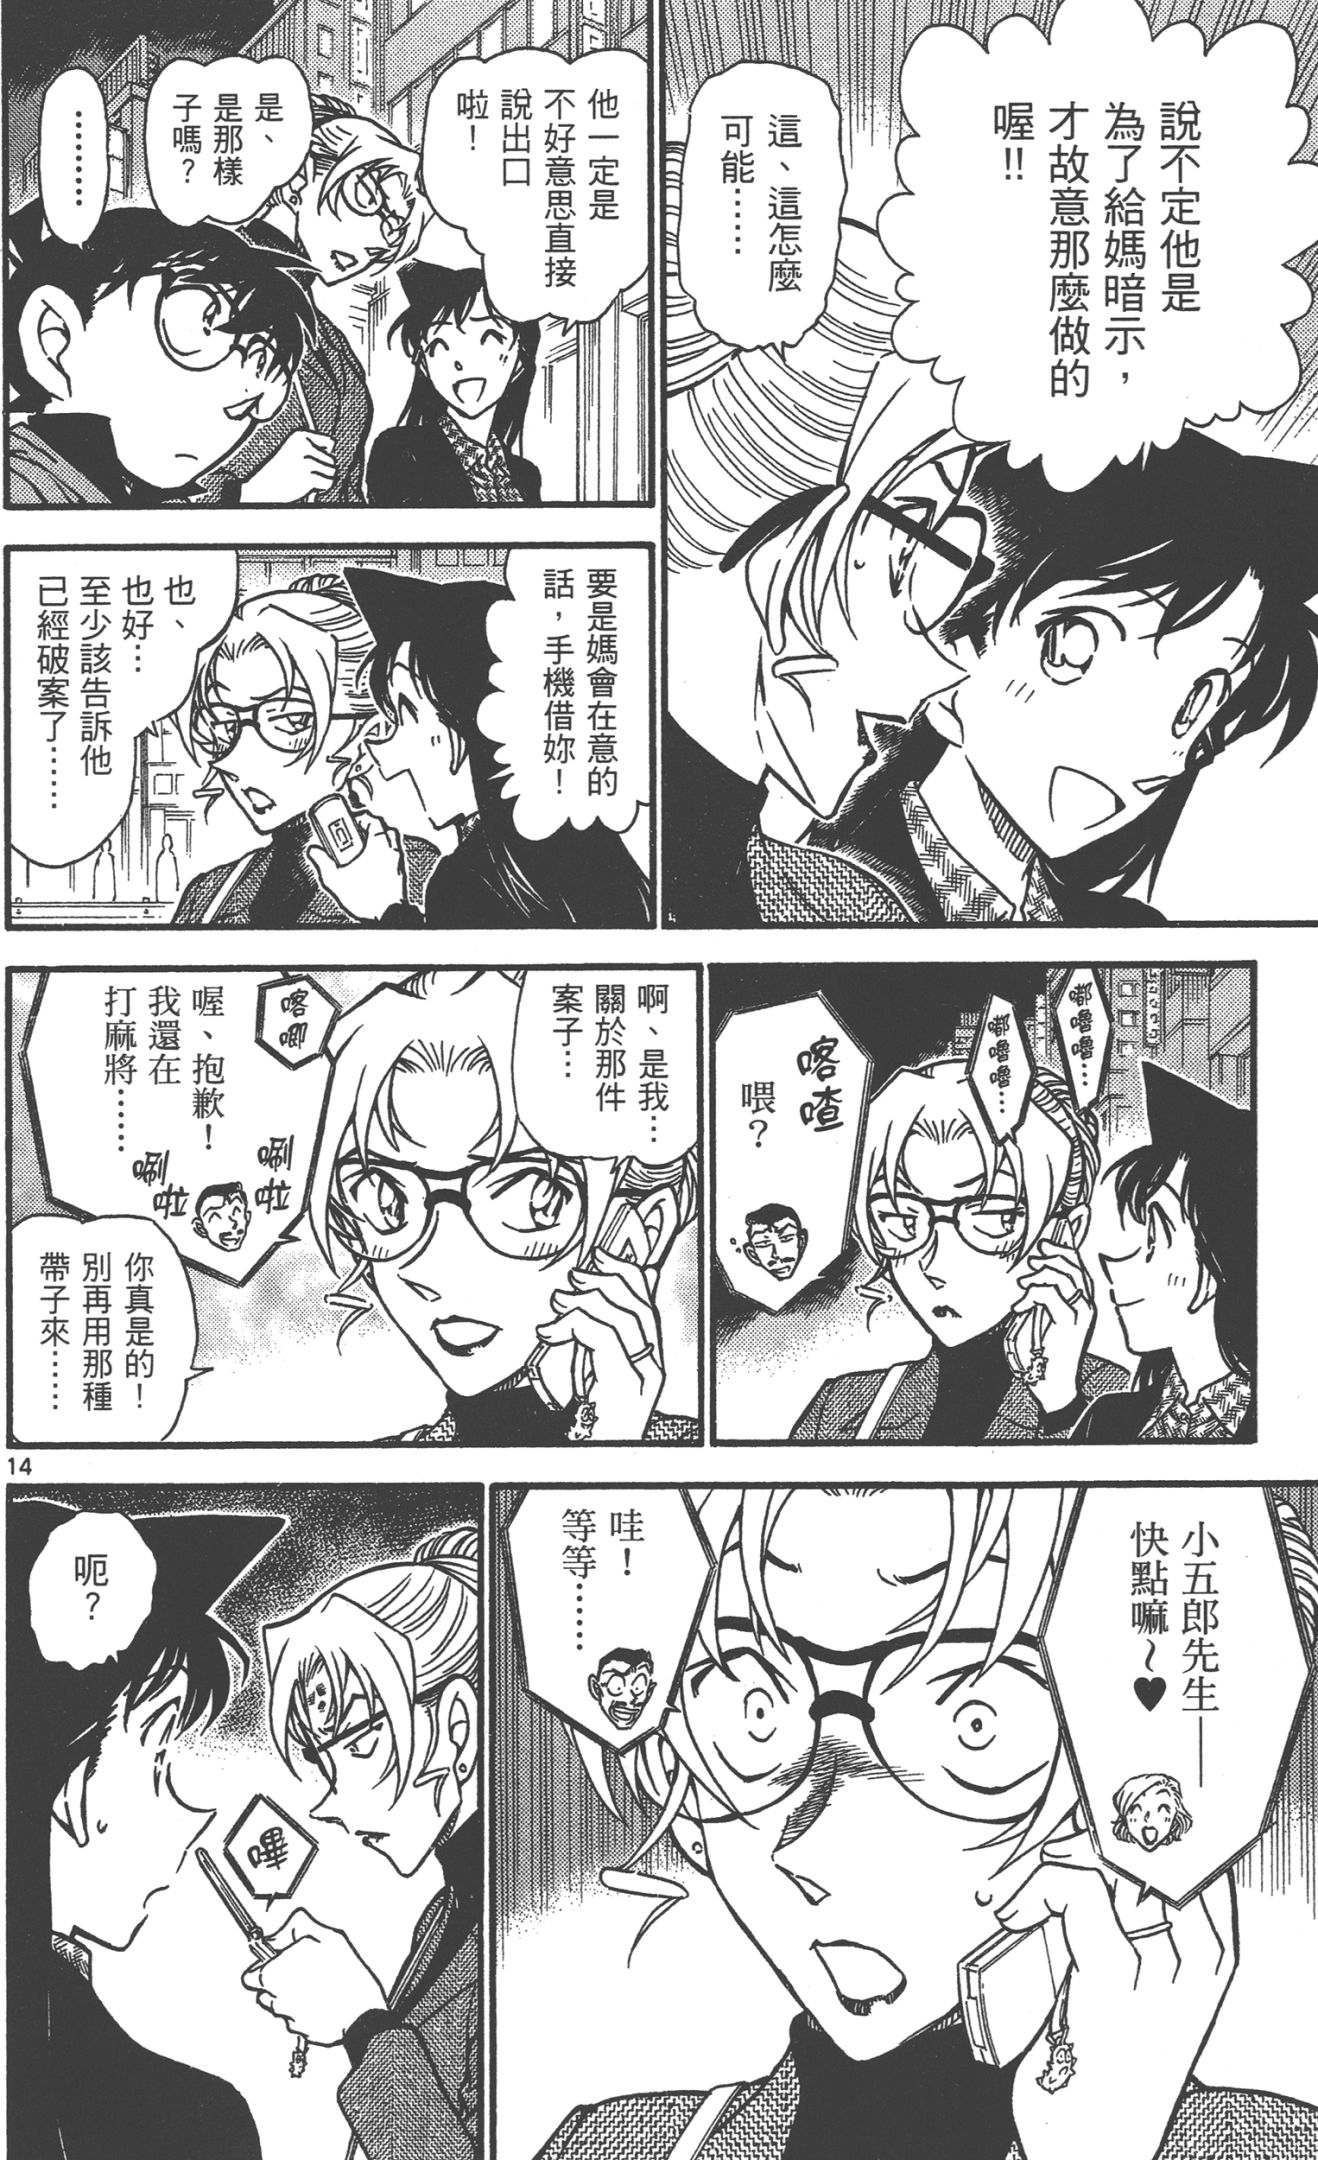 說不定他是
為了給媽暗示，
才故意那麼做的
喔!!
這、這怎麼
可能……
他一定是
不好意思直接
說出口
啦！
是、
是那樣
子嗎？
………
要是媽會在意的
話，手機借妳！
也、
也好…
至少該告訴他
已經破案了……
嘟嚕嚕…
嘟嚕嚕…
喀喳
喂？
啊、是我…
關於那件
案子…
喀唧
喔、抱歉！
我還在
打麻將……
唰啦
唰啦
你真是的！
別再用那種
帶子來……
小五郎先生——
快點嘛～♥
哇！
等等……
嗶
呃？
14